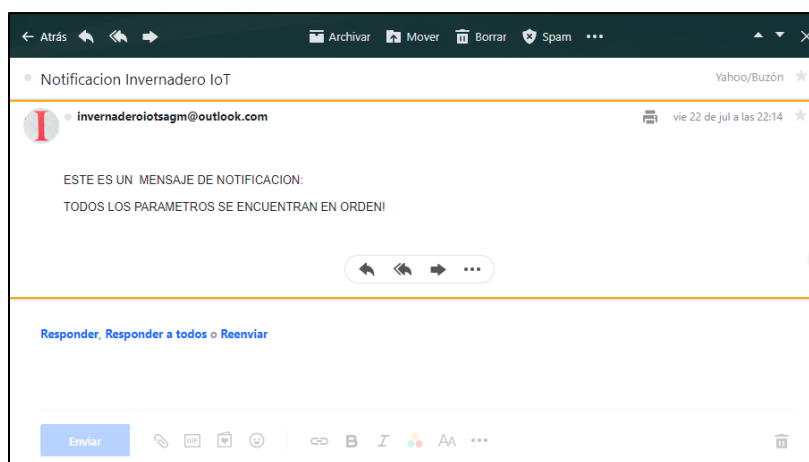 Atrás Archivar Mover Borrar Spam
Notificacion Invernadero IoT Yahoo/Buzón
I invernaderoiotsagm@outlook.com vie 22 de jul a las 22:14
ESTE ES UN MENSAJE DE NOTIFICACION:
TODOS LOS PARAMETROS SE ENCUENTRAN EN ORDEN!
Responder, Responder a todos o Reenviar
Enviar GIF B I AA